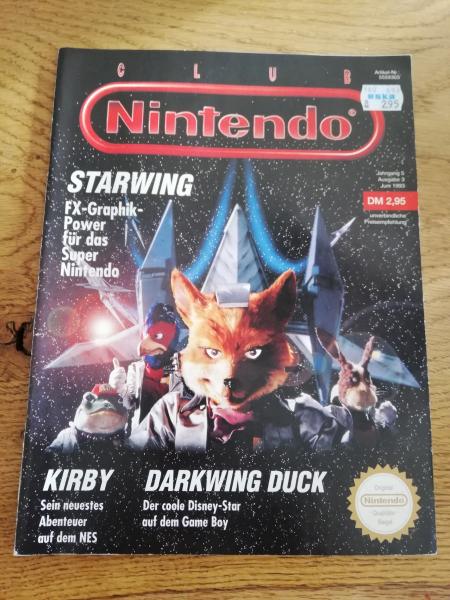 CLUB
Nintendo®
Artikel-Nr.
eska
2.95
Jahrgang 5
Ausgabe 3
Juni 1993
DM 2,95
unverbindliche
Preisempfehlung
STARWING
FX-Graphik-
Power
für das
Super
Nintendo
KIRBY
Sein neuestes
Abenteuer
auf dem NES
DARKWING DUCK
Der coole Disney-Star
auf dem Game Boy
Original
Nintendo
Qualitäts-
Siegel